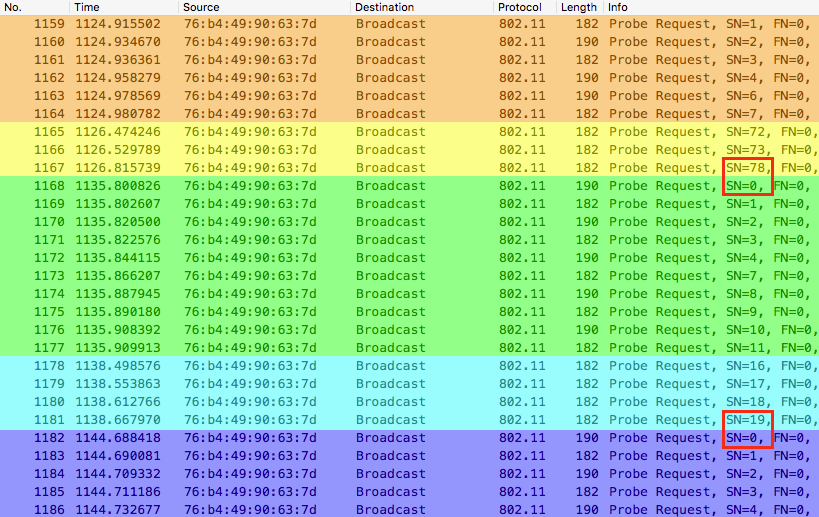 No. Time Source Destination Protocol Length Info
1159 1124.915502 76:b4:49:90:63:7d Broadcast 802.11 182 Probe Request, SN=1, FN=0,
1160 1124.934670 76:b4:49:90:63:7d Broadcast 802.11 190 Probe Request, SN=2, FN=0,
1161 1124.936361 76:b4:49:90:63:7d Broadcast 802.11 182 Probe Request, SN=3, FN=0,
1162 1124.958279 76:b4:49:90:63:7d Broadcast 802.11 190 Probe Request, SN=4, FN=0,
1163 1124.978569 76:b4:49:90:63:7d Broadcast 802.11 190 Probe Request, SN=6, FN=0,
1164 1124.980782 76:b4:49:90:63:7d Broadcast 802.11 182 Probe Request, SN=7, FN=0,
1165 1126.474246 76:b4:49:90:63:7d Broadcast 802.11 182 Probe Request, SN=72, FN=0,
1166 1126.529789 76:b4:49:90:63:7d Broadcast 802.11 182 Probe Request, SN=73, FN=0,
1167 1126.815739 76:b4:49:90:63:7d Broadcast 802.11 182 Probe Request, SN=78, FN=0,
1168 1135.800826 76:b4:49:90:63:7d Broadcast 802.11 190 Probe Request, SN=0, FN=0,
1169 1135.802607 76:b4:49:90:63:7d Broadcast 802.11 182 Probe Request, SN=1, FN=0,
1170 1135.820500 76:b4:49:90:63:7d Broadcast 802.11 190 Probe Request, SN=2, FN=0,
1171 1135.822576 76:b4:49:90:63:7d Broadcast 802.11 182 Probe Request, SN=3, FN=0,
1172 1135.844115 76:b4:49:90:63:7d Broadcast 802.11 190 Probe Request, SN=4, FN=0,
1173 1135.866207 76:b4:49:90:63:7d Broadcast 802.11 182 Probe Request, SN=7, FN=0,
1174 1135.887945 76:b4:49:90:63:7d Broadcast 802.11 190 Probe Request, SN=8, FN=0,
1175 1135.890180 76:b4:49:90:63:7d Broadcast 802.11 182 Probe Request, SN=9, FN=0,
1176 1135.908392 76:b4:49:90:63:7d Broadcast 802.11 190 Probe Request, SN=10, FN=0,
1177 1135.909913 76:b4:49:90:63:7d Broadcast 802.11 182 Probe Request, SN=11, FN=0,
1178 1138.498576 76:b4:49:90:63:7d Broadcast 802.11 182 Probe Request, SN=16, FN=0,
1179 1138.553863 76:b4:49:90:63:7d Broadcast 802.11 182 Probe Request, SN=17, FN=0,
1180 1138.612766 76:b4:49:90:63:7d Broadcast 802.11 182 Probe Request, SN=18, FN=0,
1181 1138.667970 76:b4:49:90:63:7d Broadcast 802.11 182 Probe Request, SN=19, FN=0,
1182 1144.688418 76:b4:49:90:63:7d Broadcast 802.11 190 Probe Request, SN=0, FN=0,
1183 1144.690081 76:b4:49:90:63:7d Broadcast 802.11 182 Probe Request, SN=1, FN=0,
1184 1144.709332 76:b4:49:90:63:7d Broadcast 802.11 190 Probe Request, SN=2, FN=0,
1185 1144.711186 76:b4:49:90:63:7d Broadcast 802.11 182 Probe Request, SN=3, FN=0,
1186 1144.732677 76:b4:49:90:63:7d Broadcast 802.11 190 Probe Request, SN=4, FN=0,